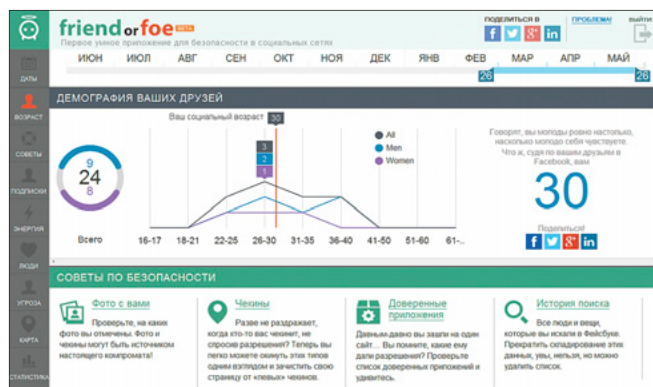 friend or foe BETA
Первое умное приложение для безопасности в социальных сетях
ПОДЕЛИТЬСЯ В
ПРОБЛЕМА!
ВЫЙТИ
ИЮН ИЮЛ АВГ СЕН ОКТ НОЯ ДЕК ЯНВ ФЕВ МАР АПР МАЙ
26 26
ДАТЫ
ВОЗРАСТ
СОВЕТЫ
ПОДПИСКИ
ЭНЕРГИЯ
ЛЮДИ
УГРОЗА
КАРТА
СТАТИСТИКА
ДЕМОГРАФИЯ ВАШИХ ДРУЗЕЙ
Ваш социальный возраст 30
9
24
8
3
2
1
All
Men
Women
Всего 16-17 18-21 22-25 26-30 31-35 36-40 41-50 51-60 61-..
Говорят, вы молоды ровно настолько,
насколько молодо себя чувствуете.
Что ж, судя по вашим друзьям в
Facebook, вам
30
Поделиться!
СОВЕТЫ ПО БЕЗОПАСНОСТИ
Фото с вами
Проверьте, на каких
фото вы отмечены. Фото и
чекины могут быть источником
настоящего компромата!
Чекины
Разве не раздражает,
когда кто-то вас чекинит, не
спросив разрешения? Теперь вы
легко можете окинуть этих типов
одним взглядом и зачистить свою
страницу от «левых» чекинов.
Доверенные
приложения
Давным-давно вы зашли на один
сайт... Вы помните, какие ему
дали разрешения? Проверьте
список доверенных приложений и
удивитесь.
История поиска
Все люди и вещи,
которые вы искали в Фейсбуке.
Прекратить складирование этих
данных, увы, нельзя, но можно
удалить список.